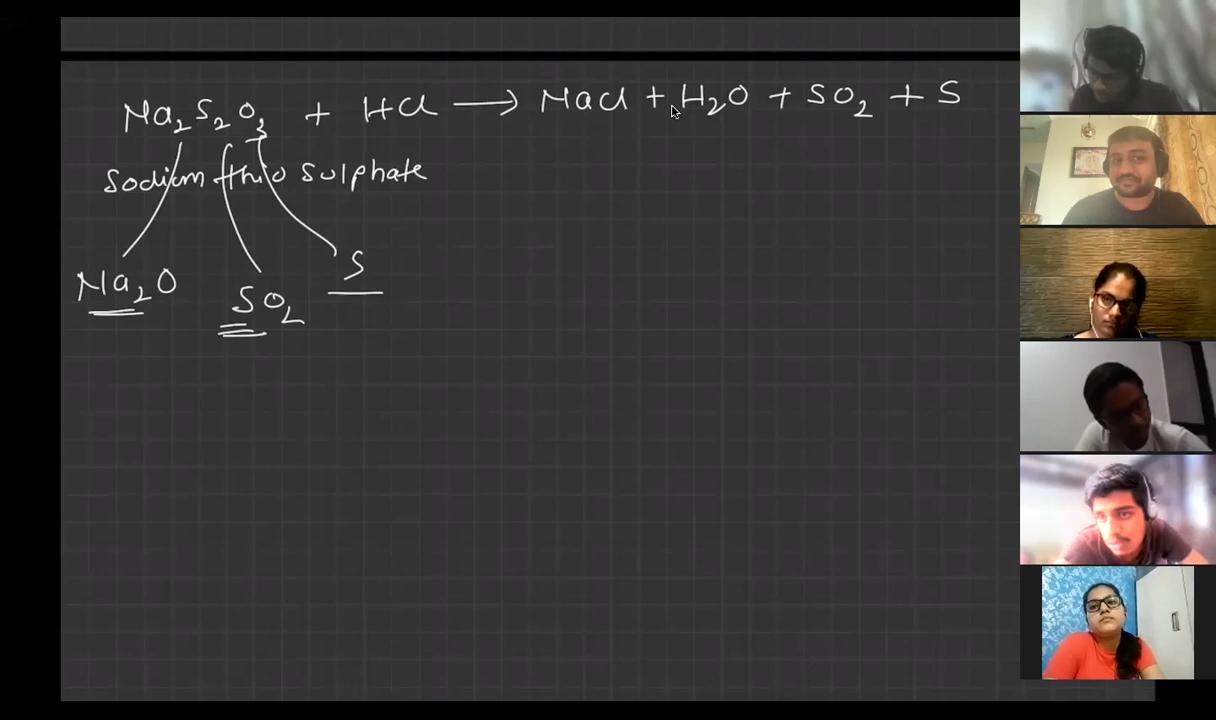 Na₂S₂O₃ + HCl ⟶ NaCl + H₂O + SO₂ + S
Sodium thio sulphate
Na₂O SO₂ S